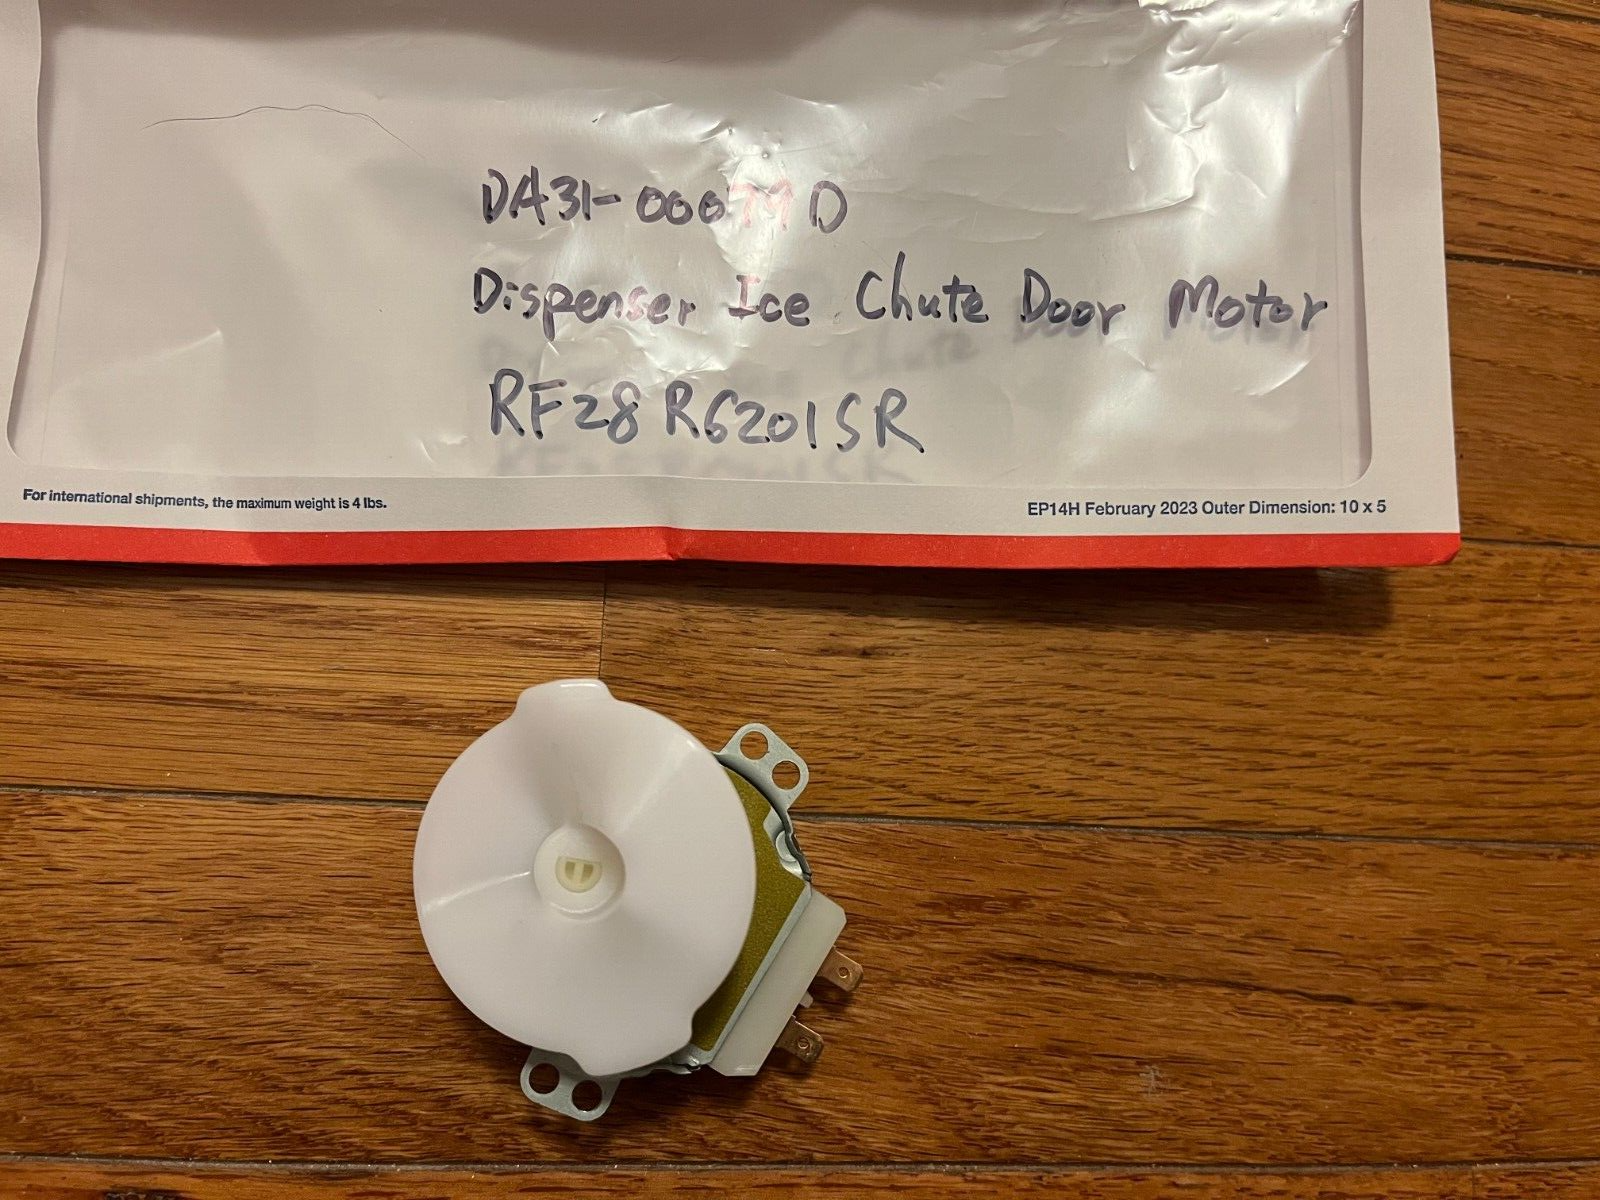 DA31-00079D
Dispenser Ice Chute Door Motor
RF28R6201SR
For international shipments, the maximum weight is 4 lbs.
EP14H February 2023 Outer Dimension: 10 x 5